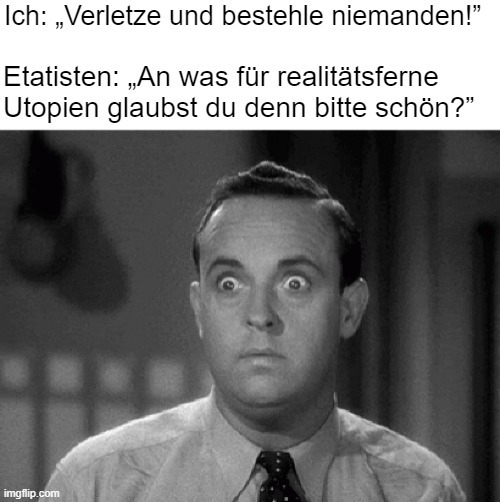 Ich: „Verletze und bestehle niemanden!”
Etatisten: „An was für realitätsferne
Utopien glaubst du denn bitte schön?”
imgflip.com